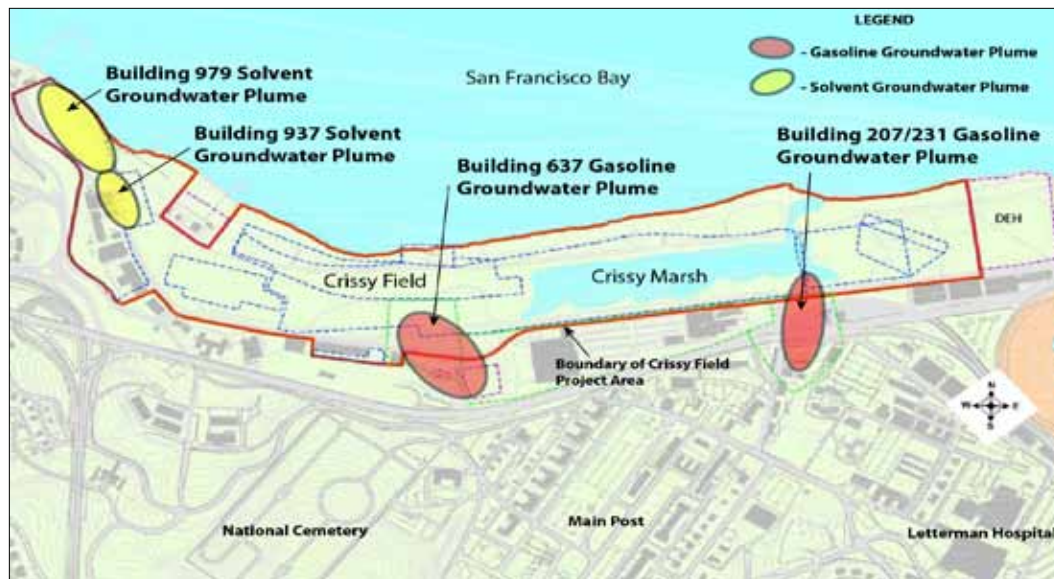 LEGEND
- Gasoline Groundwater Plume
- Solvent Groundwater Plume
San Francisco Bay
Building 979 Solvent
Groundwater Plume
Building 937 Solvent
Groundwater Plume
Building 637 Gasoline
Groundwater Plume
Building 207/231 Gasoline
Groundwater Plume
DEH
Crissy Field
Crissy Marsh
Boundary of Crissy Field
Project Area
N
W
E
S
National Cemetery
Main Post
Letterman Hospital